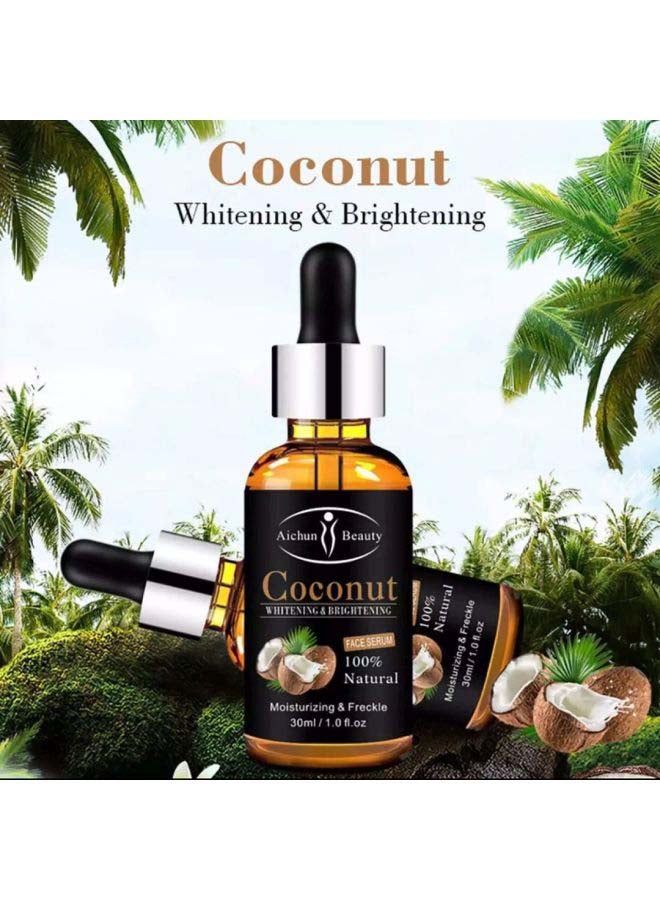 Coconut
Whitening & Brightening
Aichun Beauty
Coconut
WHITENING & BRIGHTENING
FACE SERUM
100%
Natural
Moisturizing & Freckle
30ml / 1.0 fl.oz
100%
Natural
Moisturizing & Freckle
30ml / 1.0 fl.oz